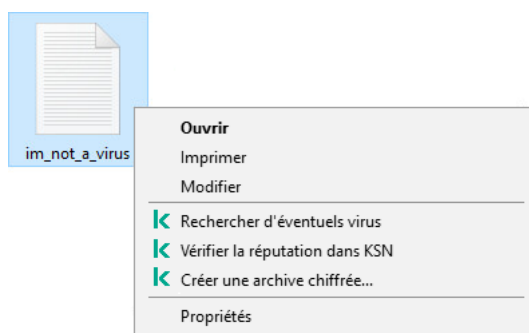 im_not_a_virus
Ouvrir
Imprimer
Modifier
Rechercher d'éventuels virus
Vérifier la réputation dans KSN
Créer une archive chiffrée...
Propriétés